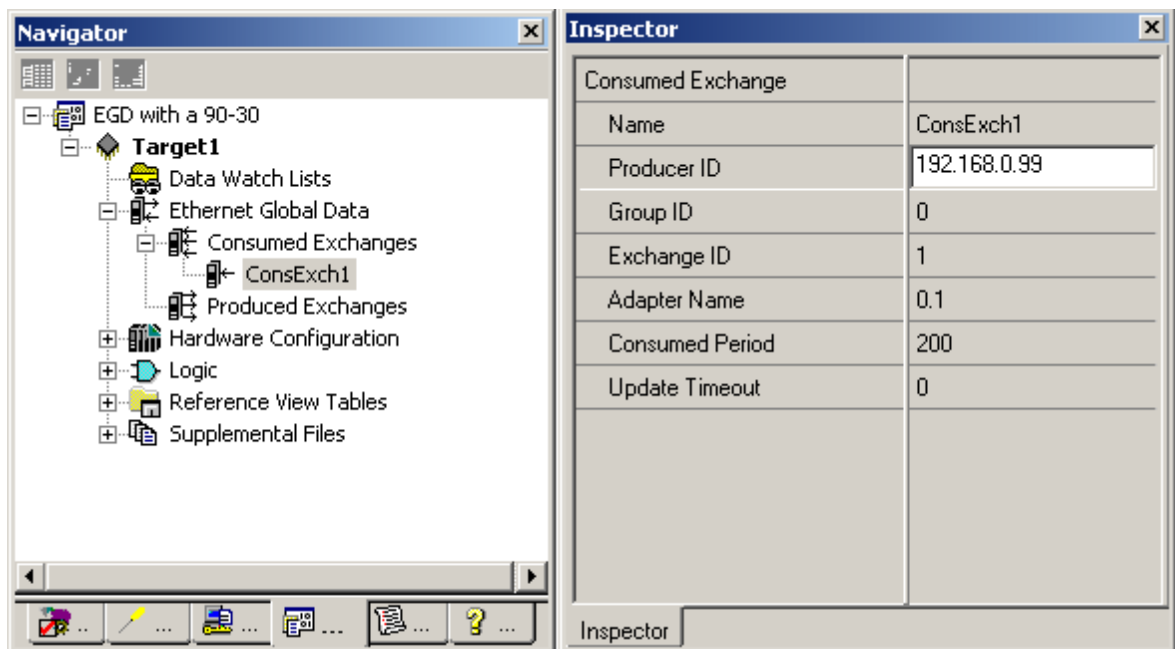 Navigator
EGD with a 90-30
Target1
Data Watch Lists
Ethernet Global Data
Consumed Exchanges
ConsExch1
Produced Exchanges
Hardware Configuration
Logic
Reference View Tables
Supplemental Files
.. ... ... ... ... ...
Inspector
Consumed Exchange
Name ConsExch1
Producer ID 192.168.0.99
Group ID 0
Exchange ID 1
Adapter Name 0.1
Consumed Period 200
Update Timeout 0
Inspector